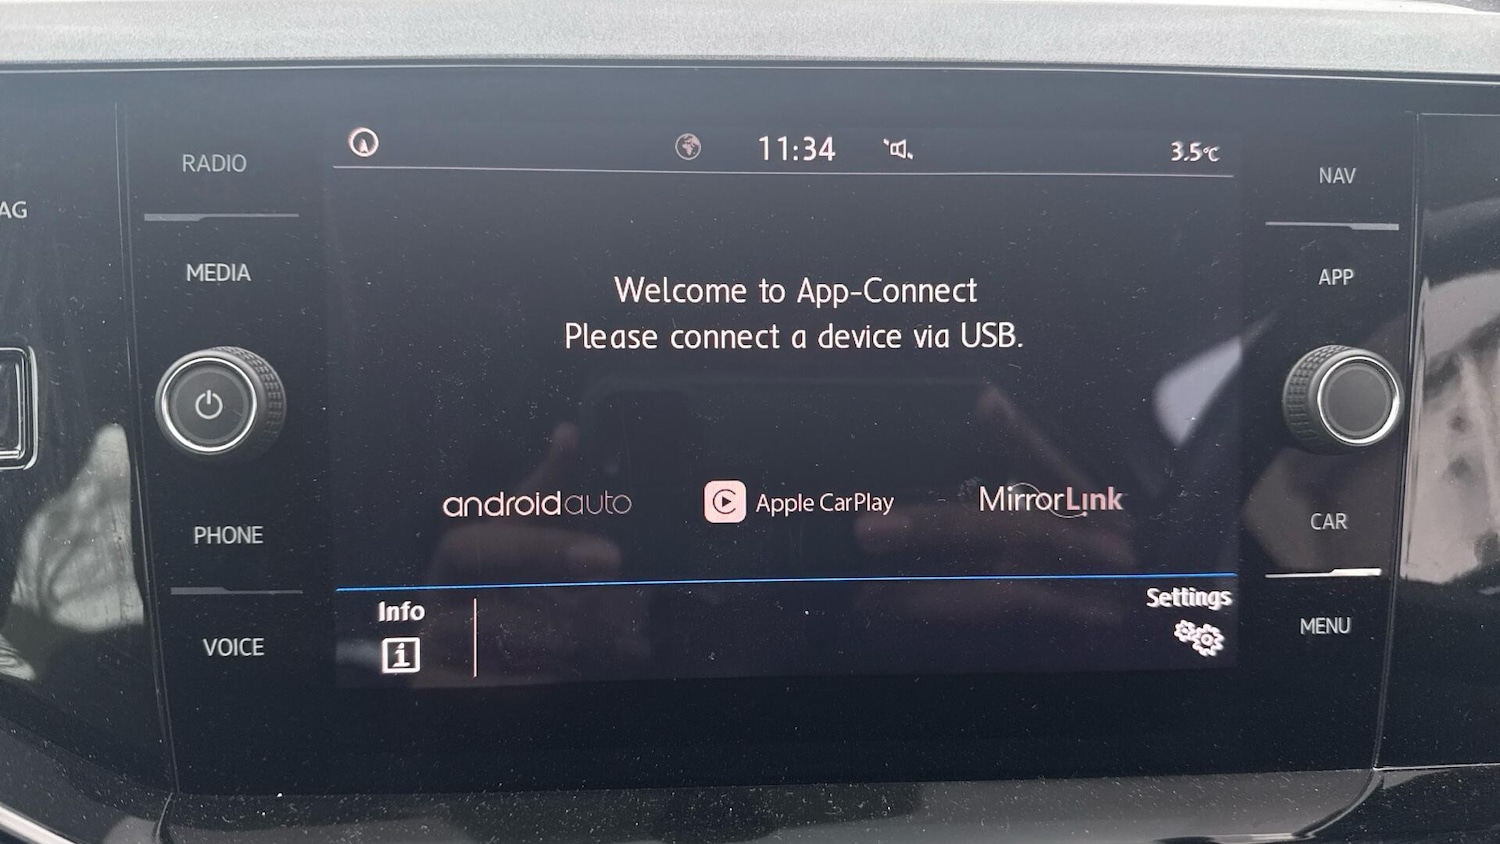 11:34
3.5°C
RADIO
NAV
AG
MEDIA
APP
Welcome to App-Connect
Please connect a device via USB.
androidauto
Apple CarPlay
MirrorLink
PHONE
CAR
Info
Settings
VOICE
MENU